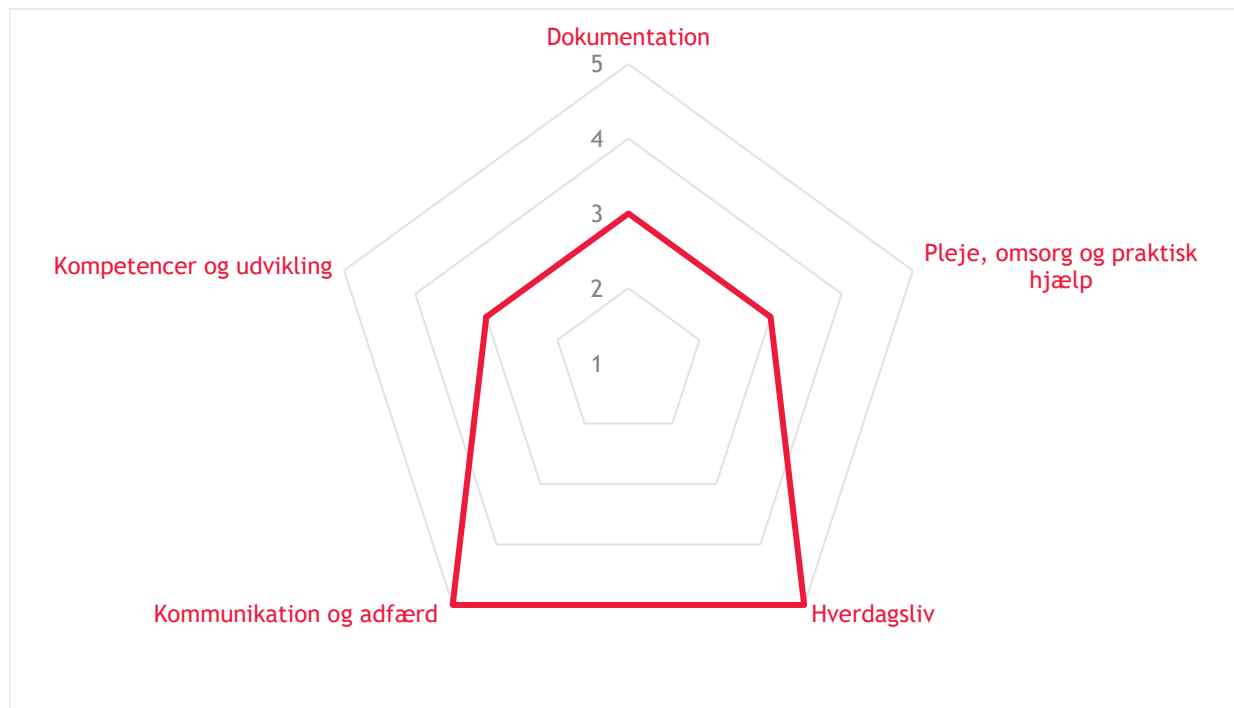 Dokumentation
5
4
3
2
1
Pleje, omsorg og praktisk
hjælp
Hverdagsliv
Kommunikation og adfærd
Kompetencer og udvikling